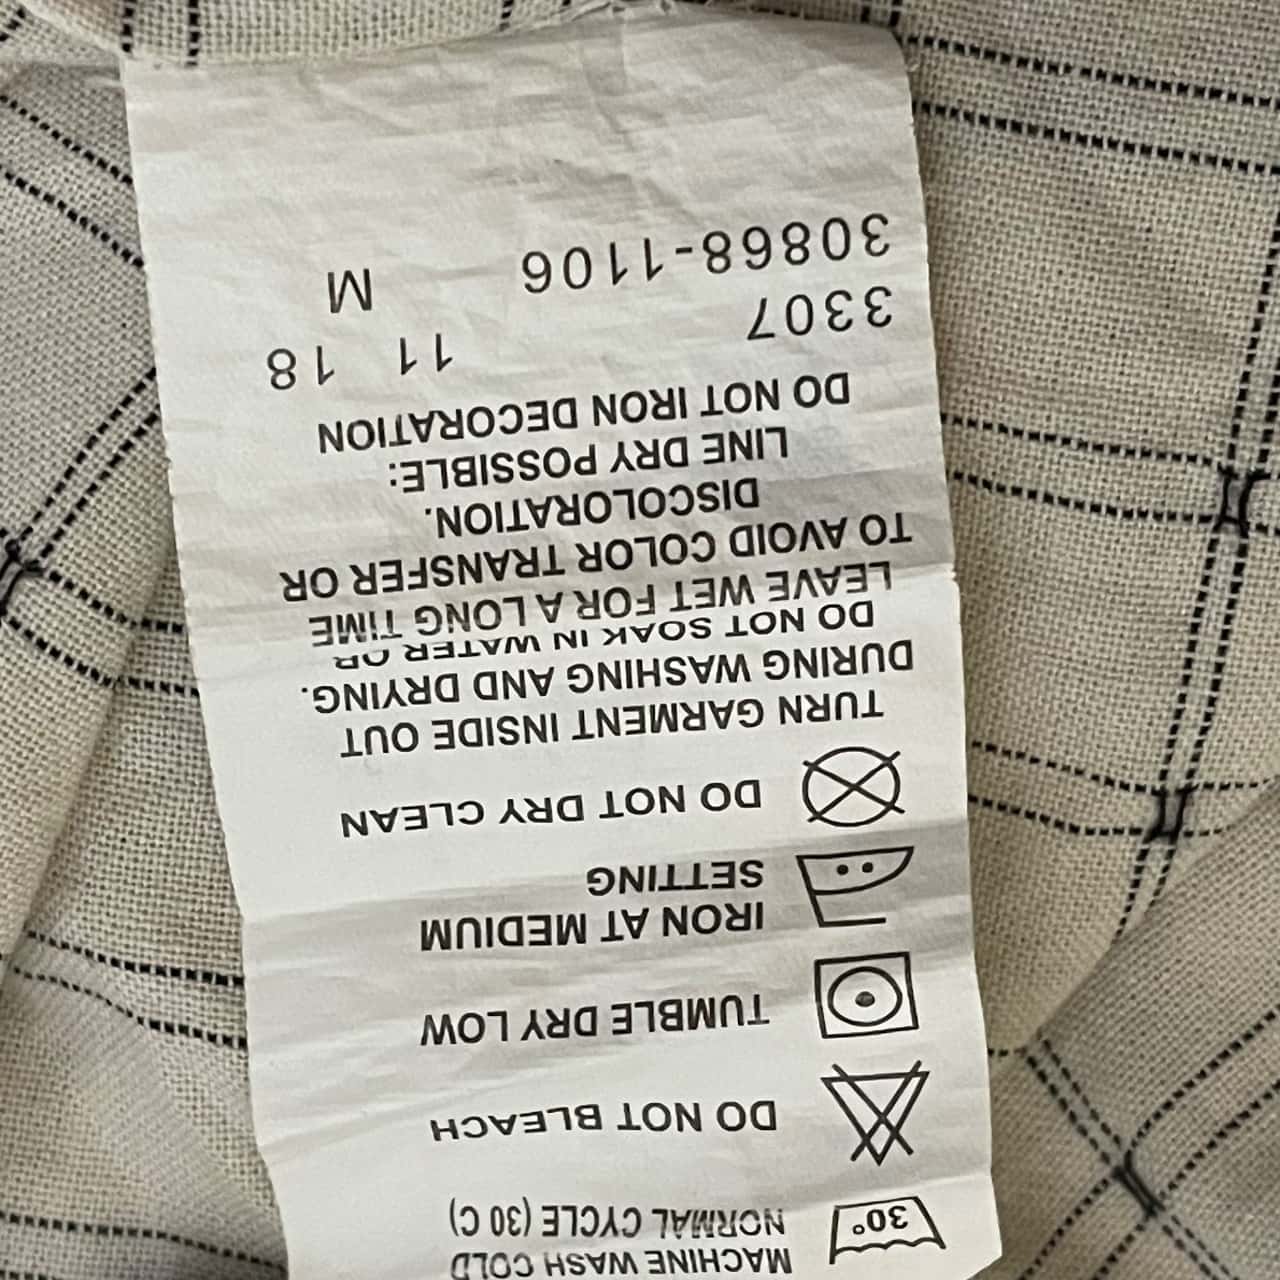 MACHINE WASH COLD
NORMAL CYCLE (30 C)
30°
DO NOT BLEACH
TUMBLE DRY LOW
IRON AT MEDIUM
SETTING
DO NOT DRY CLEAN
TURN GARMENT INSIDE OUT
DURING WASHING AND DRYING.
DO NOT SOAK IN WATER OR
LEAVE WET FOR A LONG TIME
TO AVOID COLOR TRANSFER OR
DISCOLORATION.
LINE DRY POSSIBLE:
DO NOT IRON DECORATION
3307 11 18
30868-1106 M